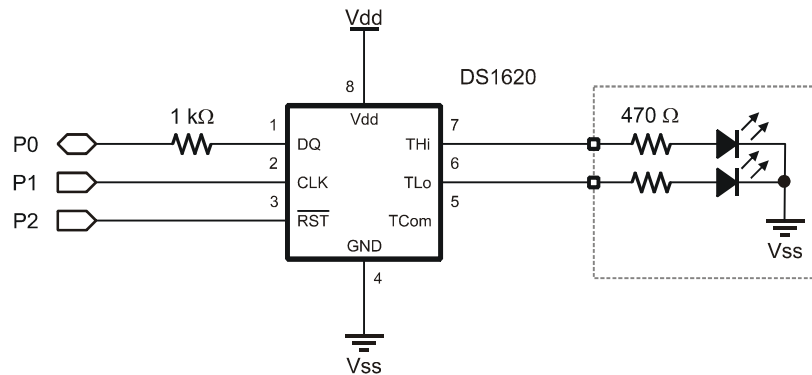 Vdd
DS1620
8
1 kΩ
470 Ω
1
Vdd
7
P0
DQ
THi
2
6
P1
CLK
TLo
3
5
P2
RST
TCom
GND
4
Vss
Vss